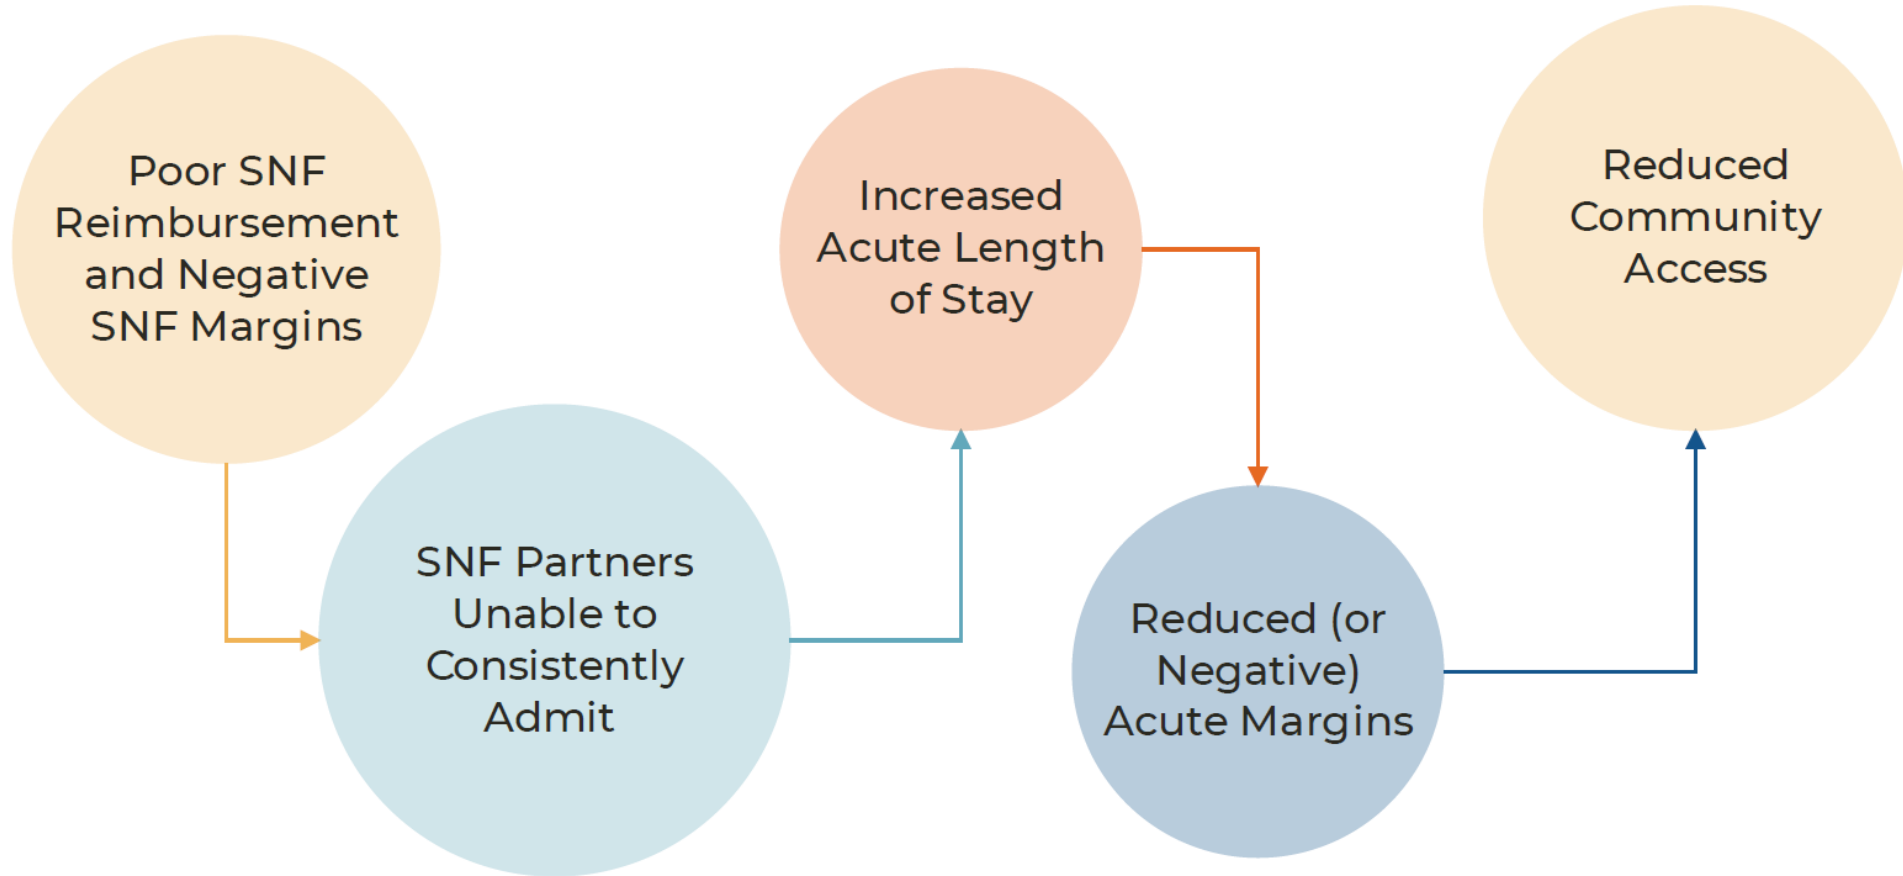 Poor SNF
Reimbursement
and Negative
SNF Margins
SNF Partners
Unable to
Consistently
Admit
Increased
Acute Length
of Stay
Reduced (or
Negative)
Acute Margins
Reduced
Community
Access